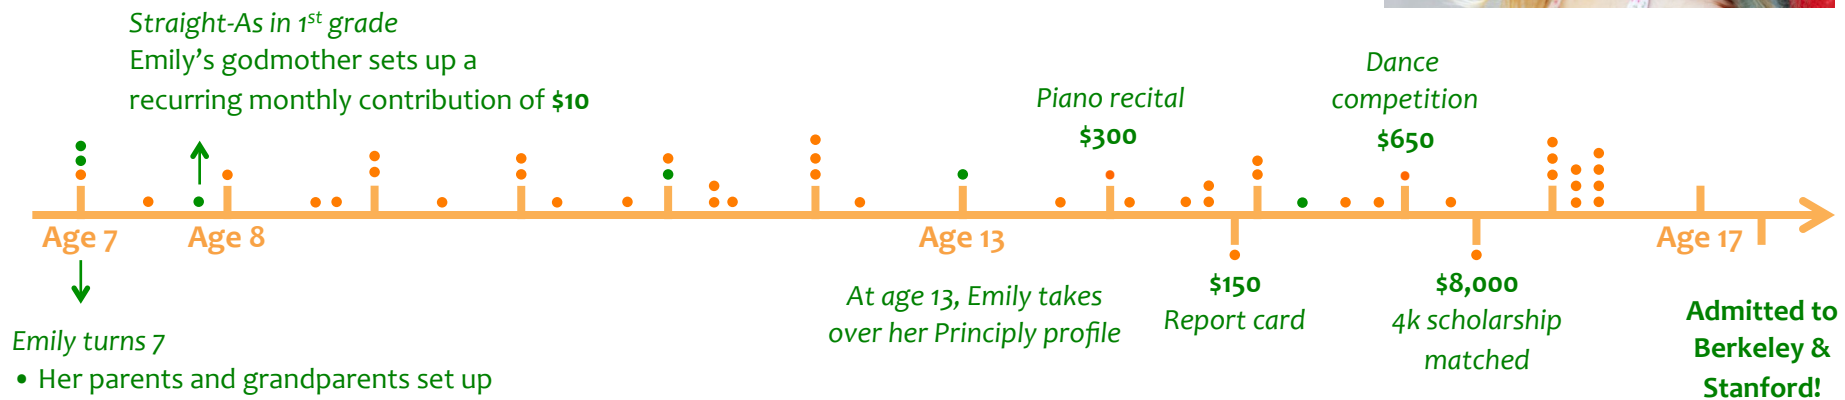 Straight-As in 1st grade
Emily's godmother sets up a
recurring monthly contribution of $10
Piano recital
$300
Dance
competition
$650
Age 7
Age 8
Age 13
Age 17
Emily turns 7
• Her parents and grandparents set up
At age 13, Emily takes
over her Principly profile
$150
Report card
$8,000
4k scholarship
matched
Admitted to
Berkeley &
Stanford!